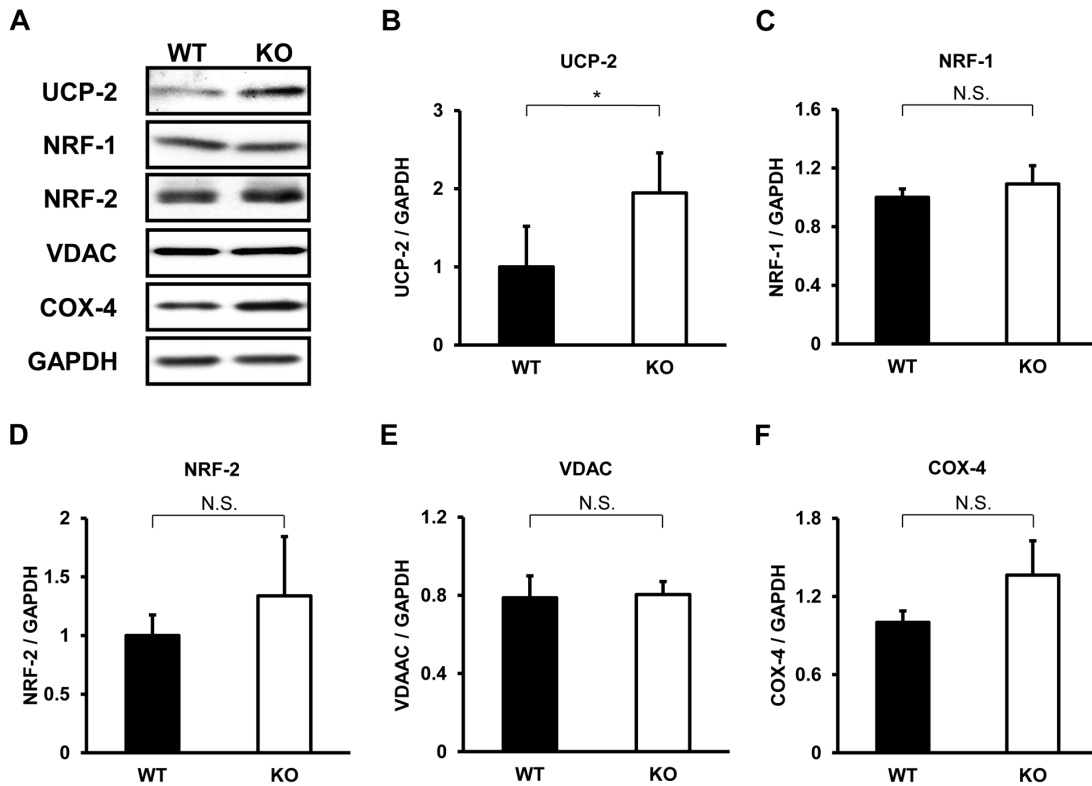 A
WT KO
UCP-2
NRF-1
NRF-2
VDAC
COX-4
GAPDH
B
UCP-2
*
UCP-2 / GAPDH
3
2
1
0
WT KO
C
NRF-1
N.S.
NRF-1 / GAPDH
1.6
1.2
0.8
0.4
0
WT KO
D
NRF-2
N.S.
NRF-2 / GAPDH
2
1.5
1
0.5
0
WT KO
E
VDAC
N.S.
VDAAC / GAPDH
1.2
0.8
0.4
0
WT KO
F
COX-4
N.S.
COX-4 / GAPDH
1.8
1.2
0.6
0
WT KO